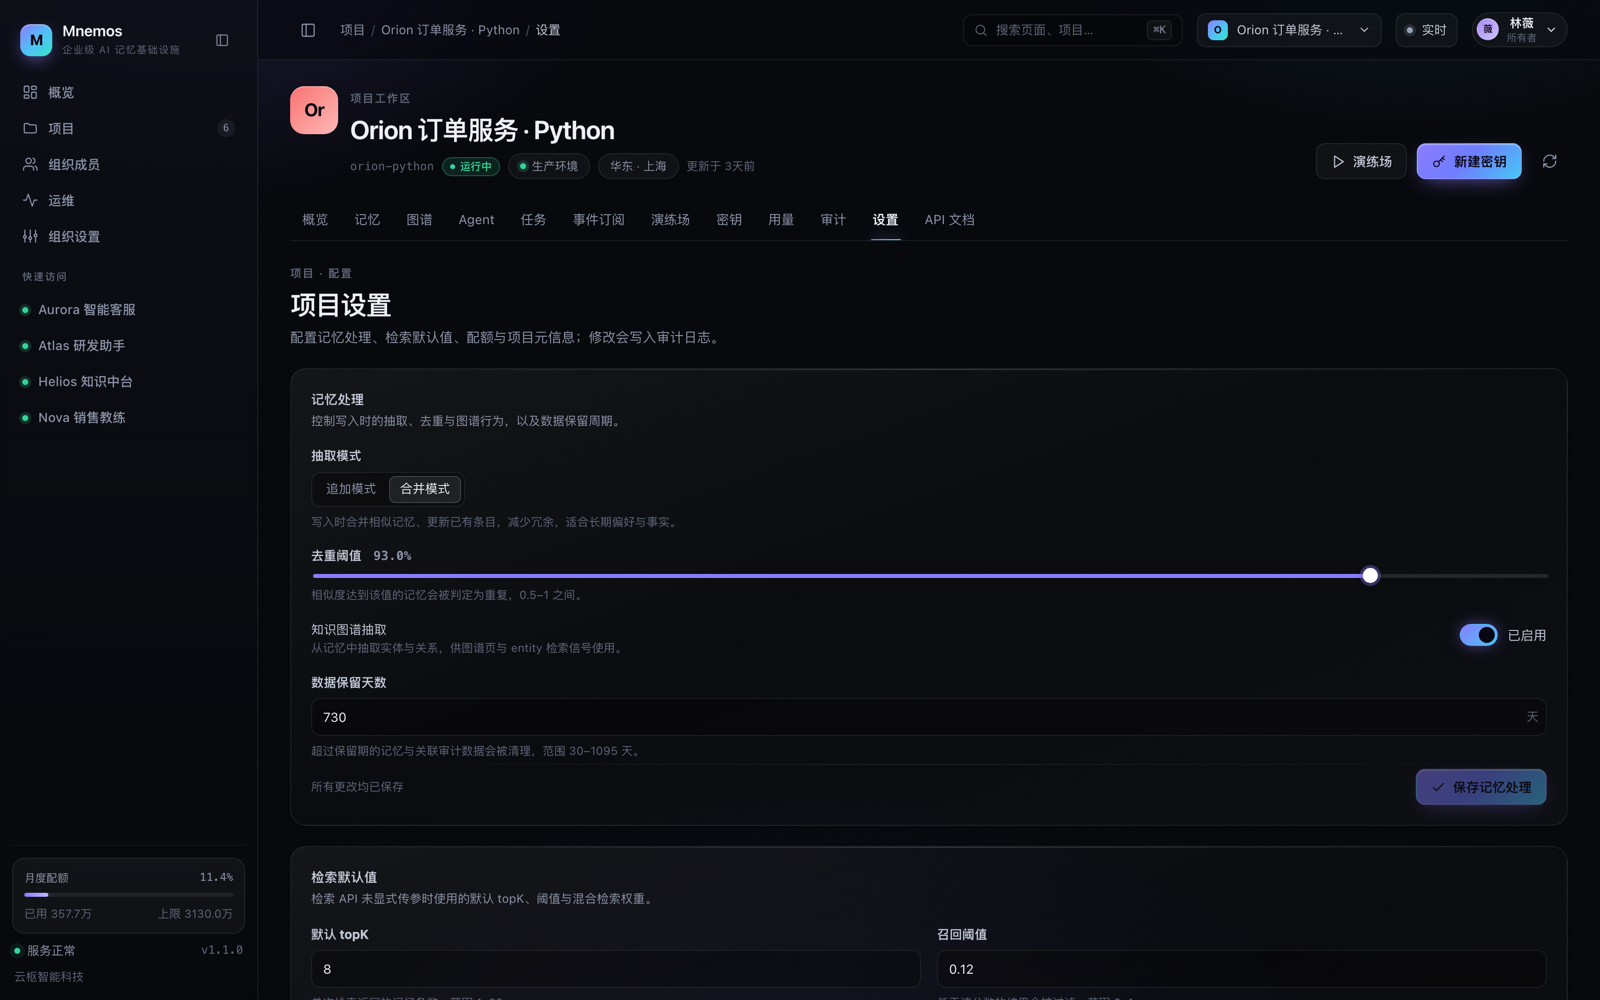 M
Mnemos
企业级 AI 记忆基础设施
概览
项目
6
组织成员
运维
组织设置
快速访问
Aurora 智能客服
Atlas 研发助手
Helios 知识中台
Nova 销售教练
月度配额
11.4%
已用 357.7万
上限 3130.0万
服务正常
v1.1.0
云枢智能科技
项目 / Orion 订单服务 · Python / 设置
搜索页面、项目...
⌘K
O
Orion 订单服务 · ...
实时
薇
林薇
所有者
Or
项目工作区
Orion 订单服务 · Python
orion-python
运行中
生产环境
华东 · 上海
更新于 3天前
演练场
新建密钥
概览
记忆
图谱
Agent
任务
事件订阅
演练场
密钥
用量
审计
设置
API 文档
项目 · 配置
项目设置
配置记忆处理、检索默认值、配额与项目元信息；修改会写入审计日志。
记忆处理
控制写入时的抽取、去重与图谱行为，以及数据保留周期。
抽取模式
追加模式
合并模式
写入时合并相似记忆、更新已有条目，减少冗余，适合长期偏好与事实。
去重阈值 93.0%
相似度达到该值的记忆会被判定为重复，0.5–1 之间。
知识图谱抽取
从记忆中抽取实体与关系，供图谱页与 entity 检索信号使用。
已启用
数据保留天数
730
天
超过保留期的记忆与关联审计数据会被清理，范围 30–1095 天。
所有更改均已保存
保存记忆处理
检索默认值
检索 API 未显式传参时使用的默认 topK、阈值与混合检索权重。
默认 topK
召回阈值
8
0.12